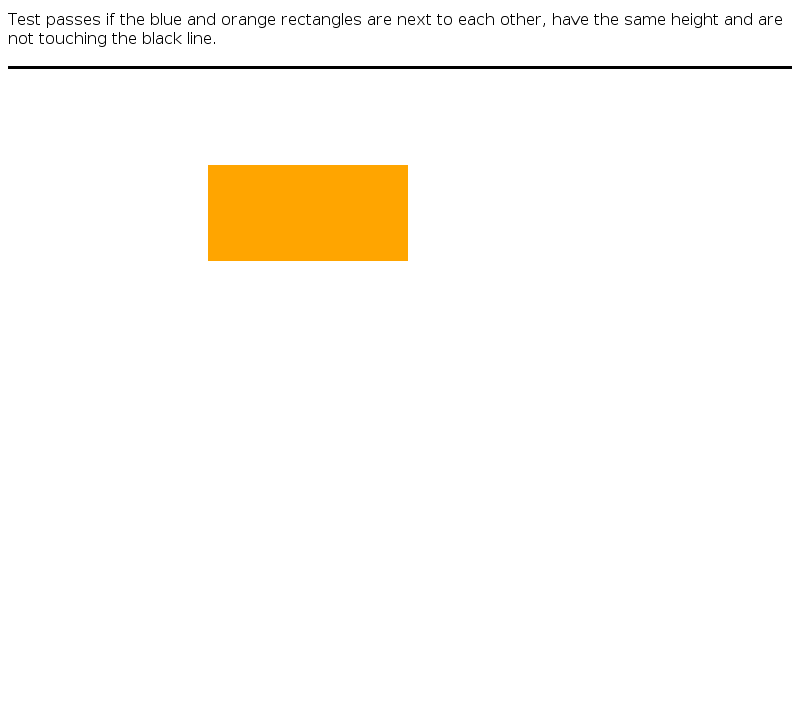 Test passes if the blue and orange rectangles are next to each other, have the same height and are
not touching the black line.